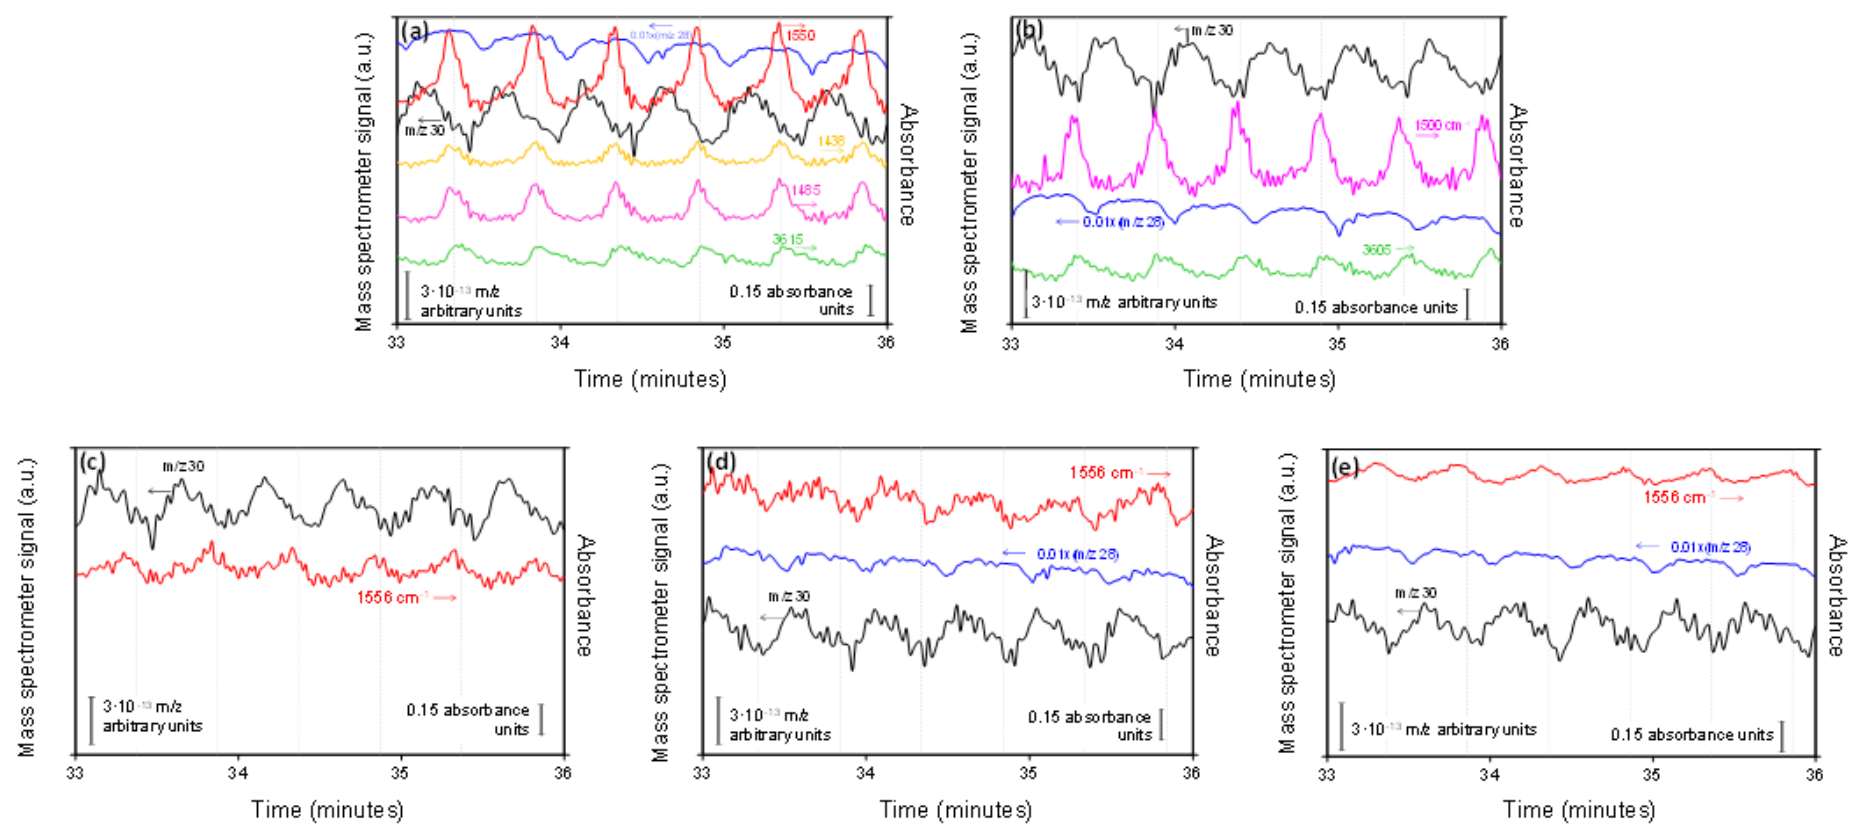 (a)
Mass spectrometer signal (a.u.)
Absorbance
0.01x(m/z 28)
1550
m/z 30
1438
1485
3615
3·10⁻¹³ m/z
arbitrary units
0.15 absorbance
units
33 34 35 36
Time (minutes)
(b)
Mass spectrometer signal (a.u.)
Absorbance
m/z 30
1500 cm⁻¹
0.01x(m/z 28)
3605
3·10⁻¹³ m/z arbitrary units
0.15 absorbance units
33 34 35 36
Time (minutes)
(c)
Mass spectrometer signal (a.u.)
Absorbance
m/z 30
1556 cm⁻¹
3·10⁻¹³ m/z
arbitrary units
0.15 absorbance
units
33 34 35 36
Time (minutes)
(d)
Mass spectrometer signal (a.u.)
Absorbance
1556 cm⁻¹
0.01x(m/z 28)
m/z 30
3·10⁻¹³ m/z
arbitrary units
0.15 absorbance
units
33 34 35 36
Time (minutes)
(e)
Mass spectrometer signal (a.u.)
Absorbance
1556 cm⁻¹
0.01x(m/z 28)
m/z 30
3·10⁻¹³ m/z arbitrary units
0.15 absorbance units
33 34 35 36
Time (minutes)